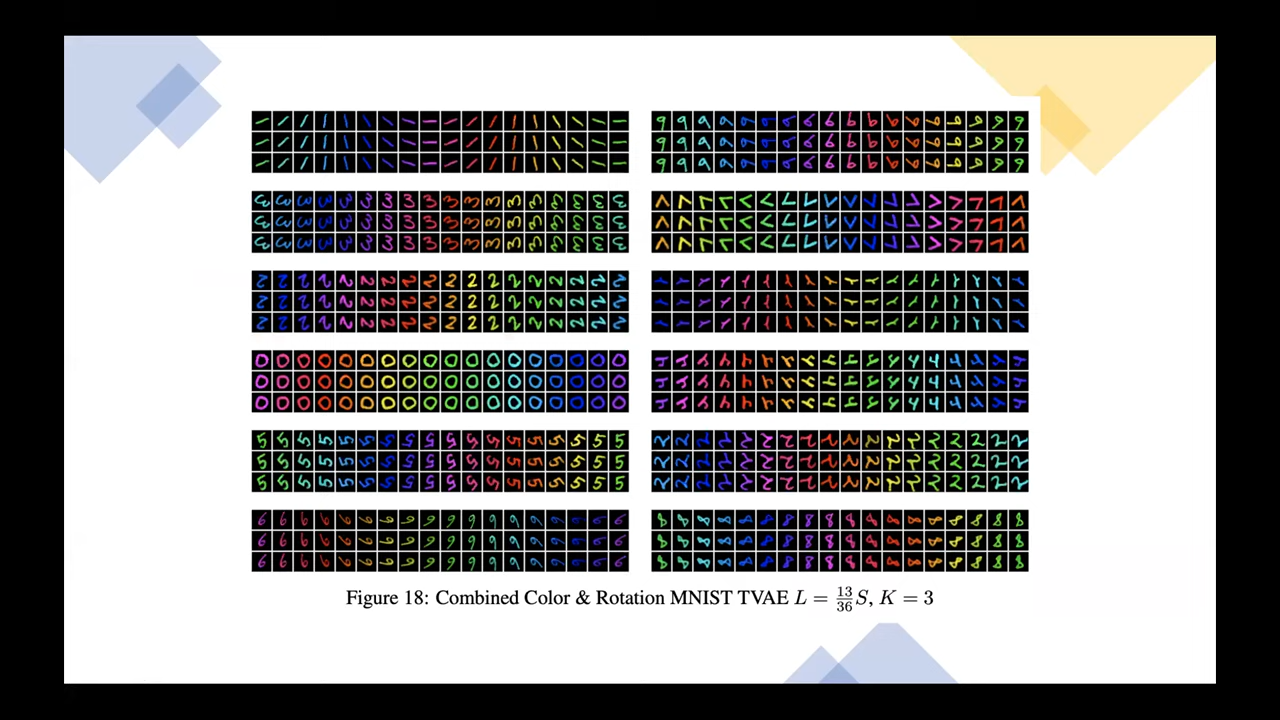 Figure 18: Combined Color & Rotation MNIST TVAE L = 13/36 S, K = 3